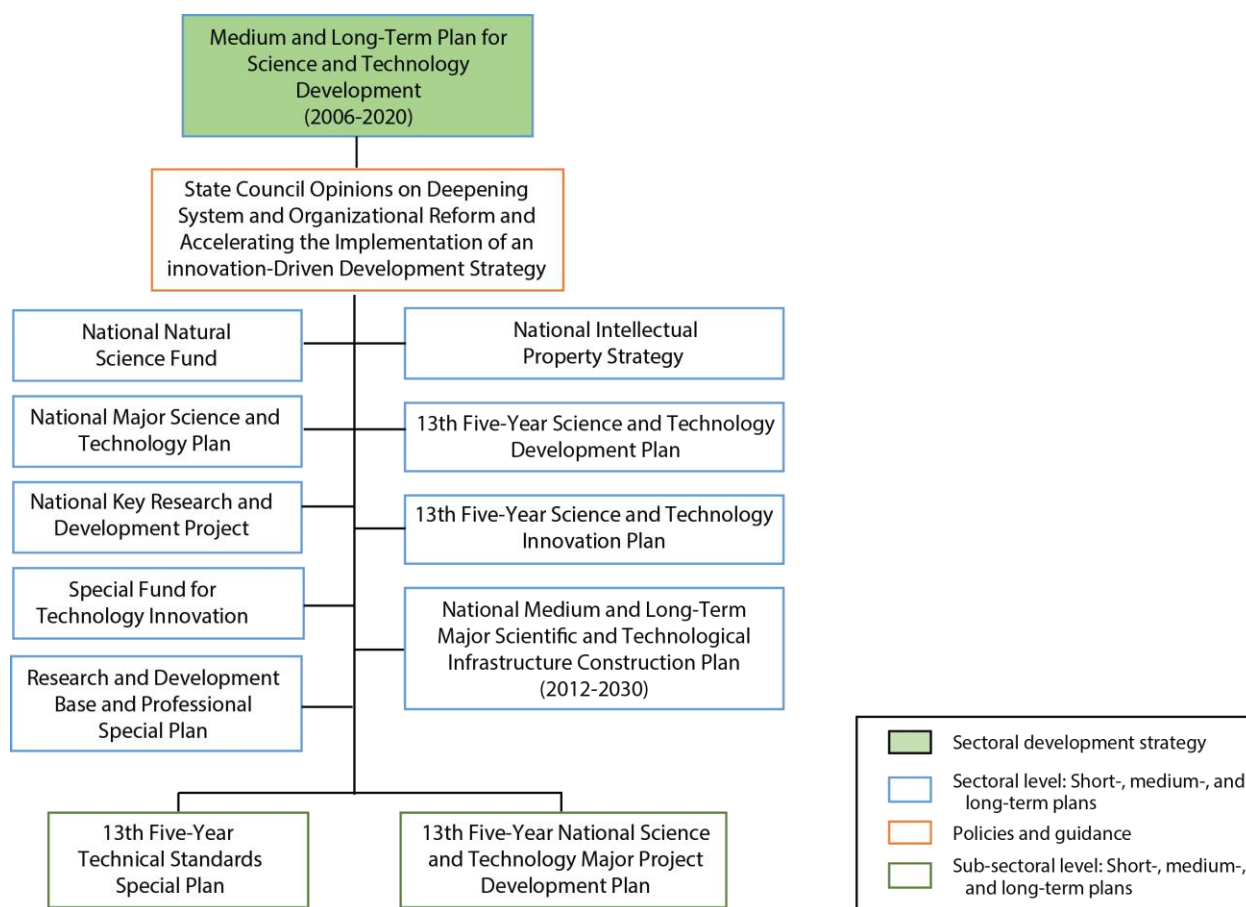 Medium and Long-Term Plan for
Science and Technology
Development
(2006-2020)
State Council Opinions on Deepening
System and Organizational Reform and
Accelerating the Implementation of an
innovation-Driven Development Strategy
National Natural
Science Fund
National Intellectual
Property Strategy
National Major Science and
Technology Plan
13th Five-Year Science and Technology
Development Plan
National Key Research and
Development Project
13th Five-Year Science and Technology
Innovation Plan
Special Fund for
Technology Innovation
National Medium and Long-Term
Major Scientific and Technological
Infrastructure Construction Plan
(2012-2030)
Research and Development
Base and Professional
Special Plan
13th Five-Year
Technical Standards
Special Plan
13th Five-Year National Science
and Technology Major Project
Development Plan
Sectoral development strategy
Sectoral level: Short-, medium-, and
long-term plans
Policies and guidance
Sub-sectoral level: Short-, medium-,
and long-term plans